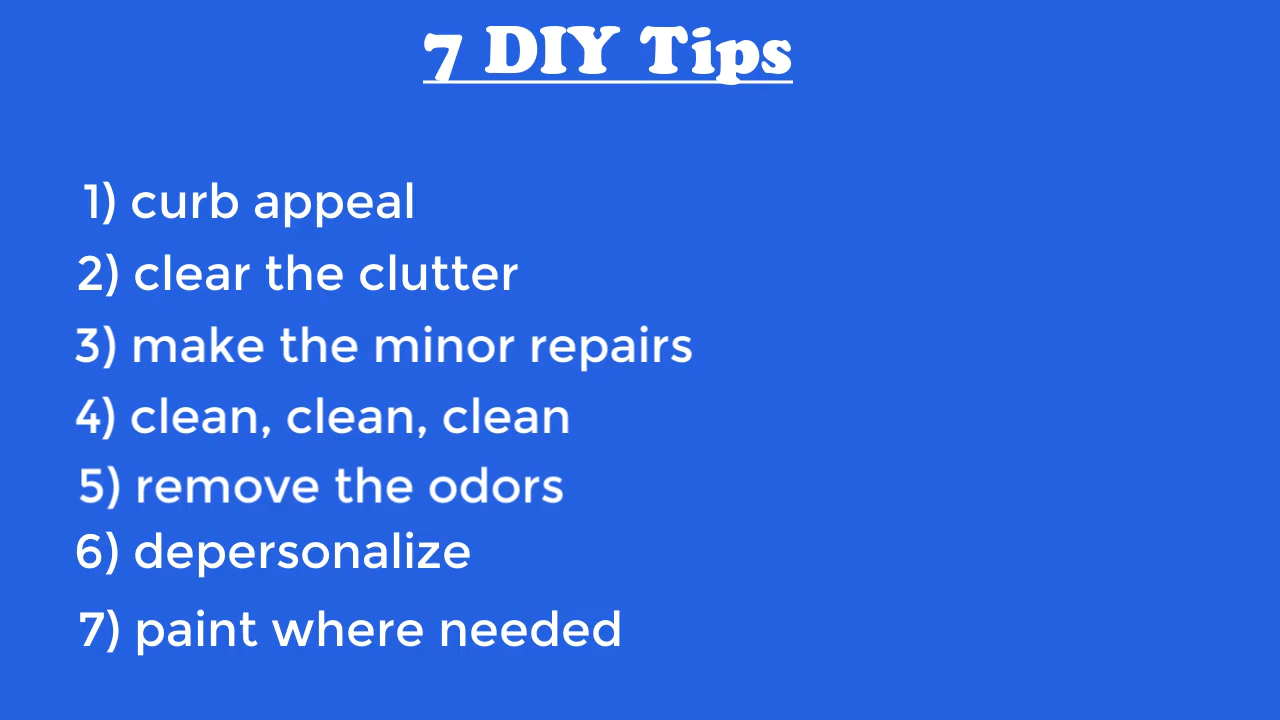 7 DIY Tips
1) curb appeal
2) clear the clutter
3) make the minor repairs
4) clean, clean, clean
5) remove the odors
6) depersonalize
7) paint where needed